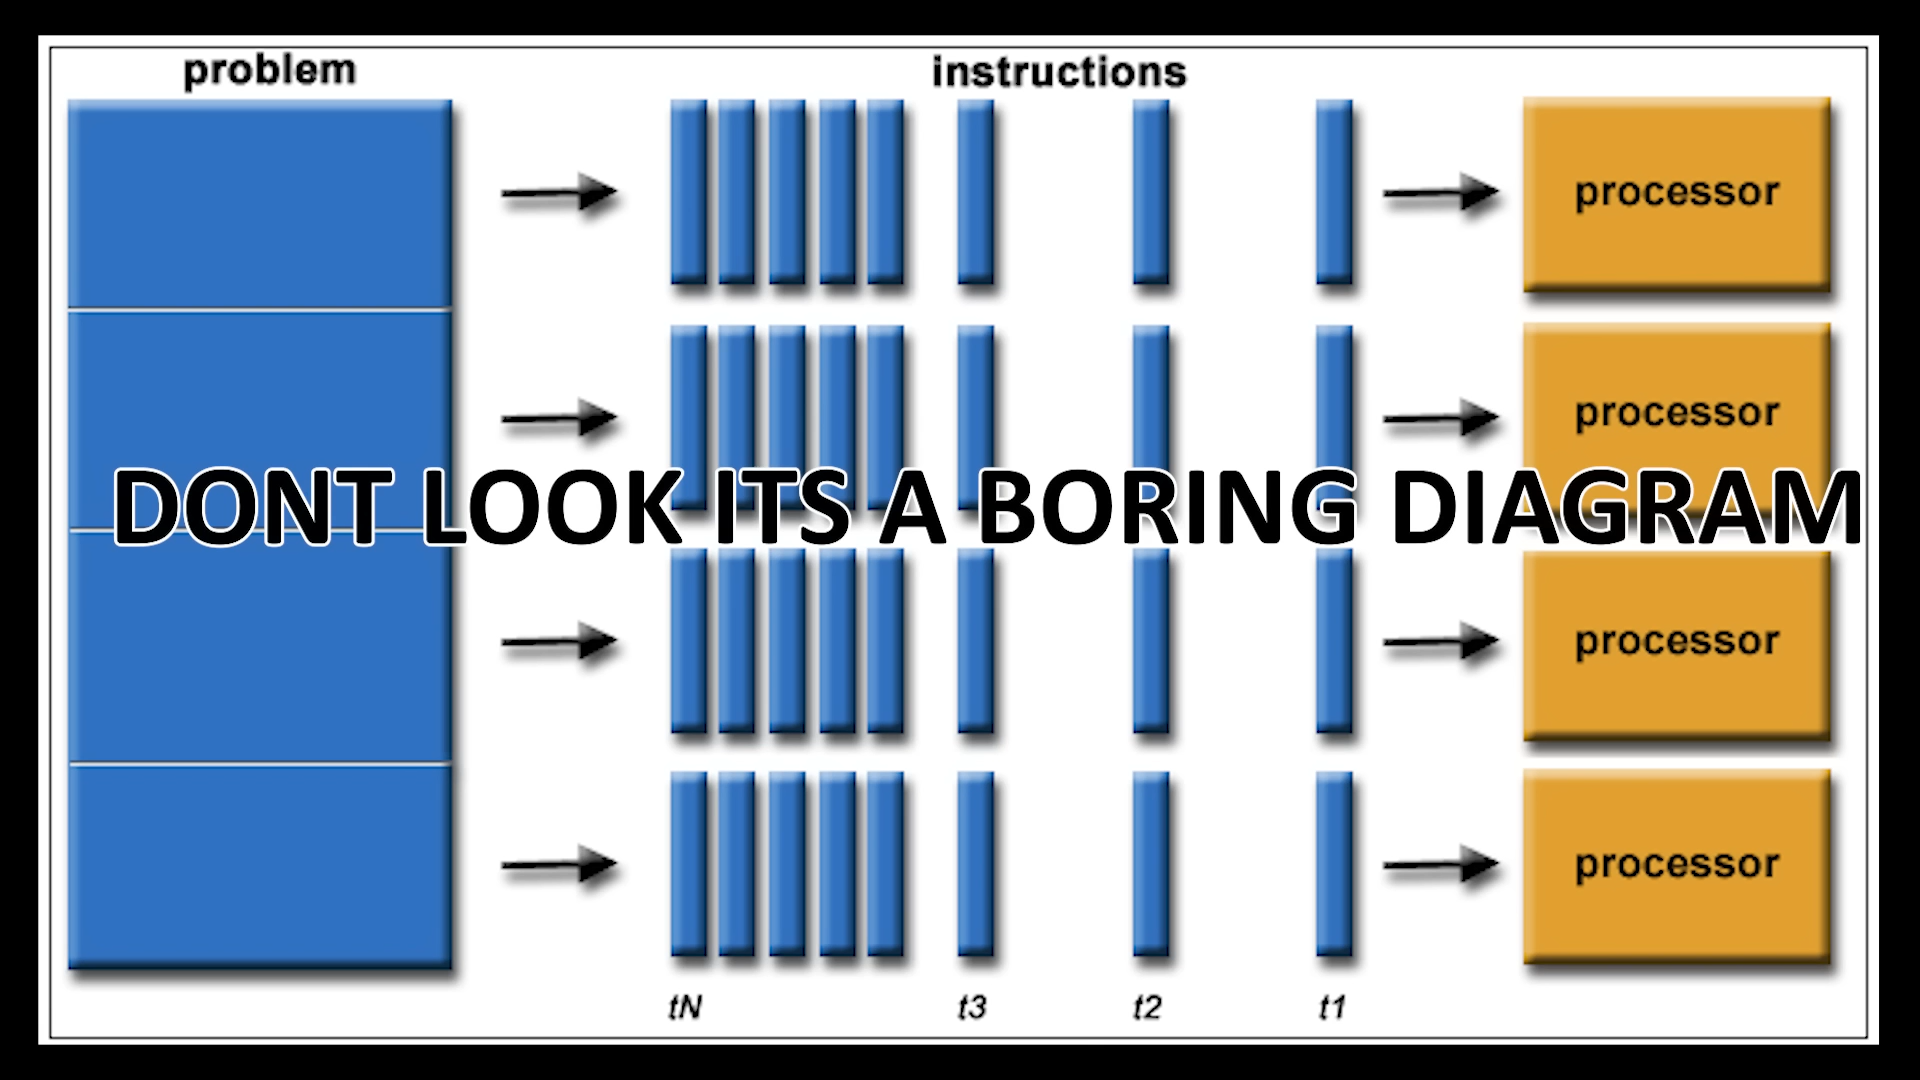 problem
instructions
processor
processor
DONT LOOK ITS A BORING DIAGRAM
processor
processor
tN
t3
t2
t1